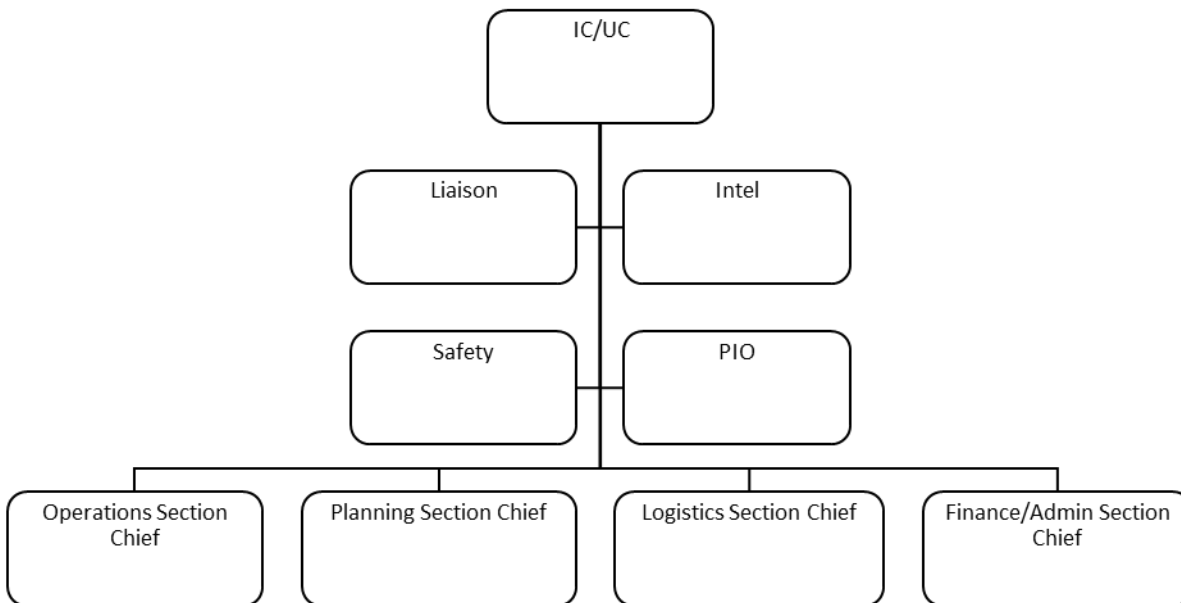 IC/UC
Liaison
Intel
Safety
PIO
Operations Section
Chief
Planning Section Chief
Logistics Section Chief
Finance/Admin Section
Chief